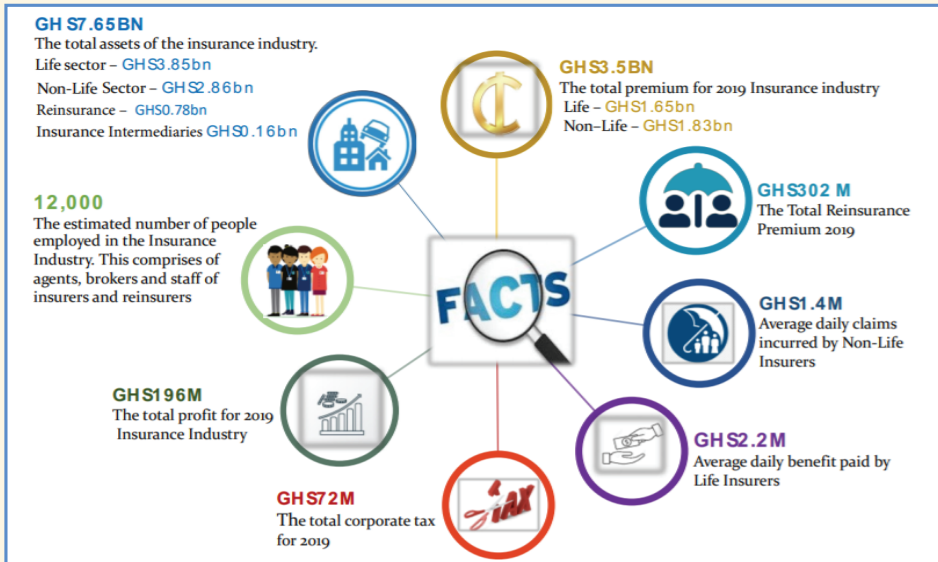 GHS7.65BN
The total assets of the insurance industry.
Life sector – GHS3.85bn
Non-Life Sector – GHS2.86bn
Reinsurance – GHS0.78bn
Insurance Intermediaries GHS0.16bn
GHS3.5BN
The total premium for 2019 Insurance industry
Life – GHS1.65bn
Non–Life – GHS1.83bn
GHS302 M
The Total Reinsurance
Premium 2019
12,000
The estimated number of people
employed in the Insurance
Industry. This comprises of
agents, brokers and staff of
insurers and reinsurers
FACTS
GHS1.4M
Average daily claims
incurred by Non-Life
Insurers
GHS196M
The total profit for 2019
Insurance Industry
GHS2.2M
Average daily benefit paid by
Life Insurers
GHS72M
The total corporate tax
for 2019
TAX